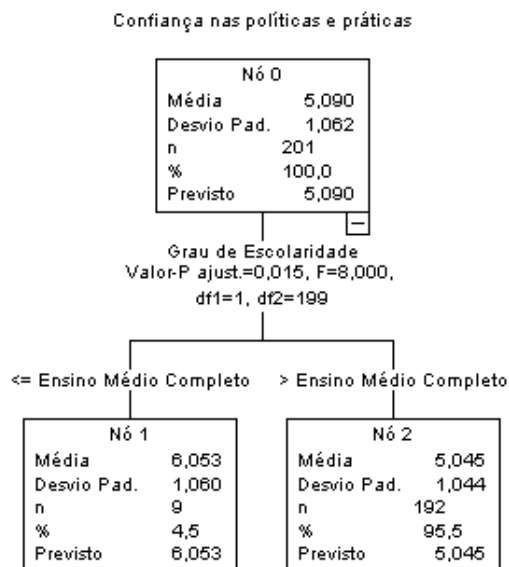 Confiança nas políticas e práticas
Nó 0
Média 5,090
Desvio Pad. 1,062
n 201
% 100,0
Previsto 5,090
Grau de Escolaridade
Valor-P ajust.=0,015, F=8,000,
df1=1, df2=199
<= Ensino Médio Completo
> Ensino Médio Completo
Nó 1
Média 6,053
Desvio Pad. 1,060
n 9
% 4,5
Previsto 6,053
Nó 2
Média 5,045
Desvio Pad. 1,044
n 192
% 95,5
Previsto 5,045